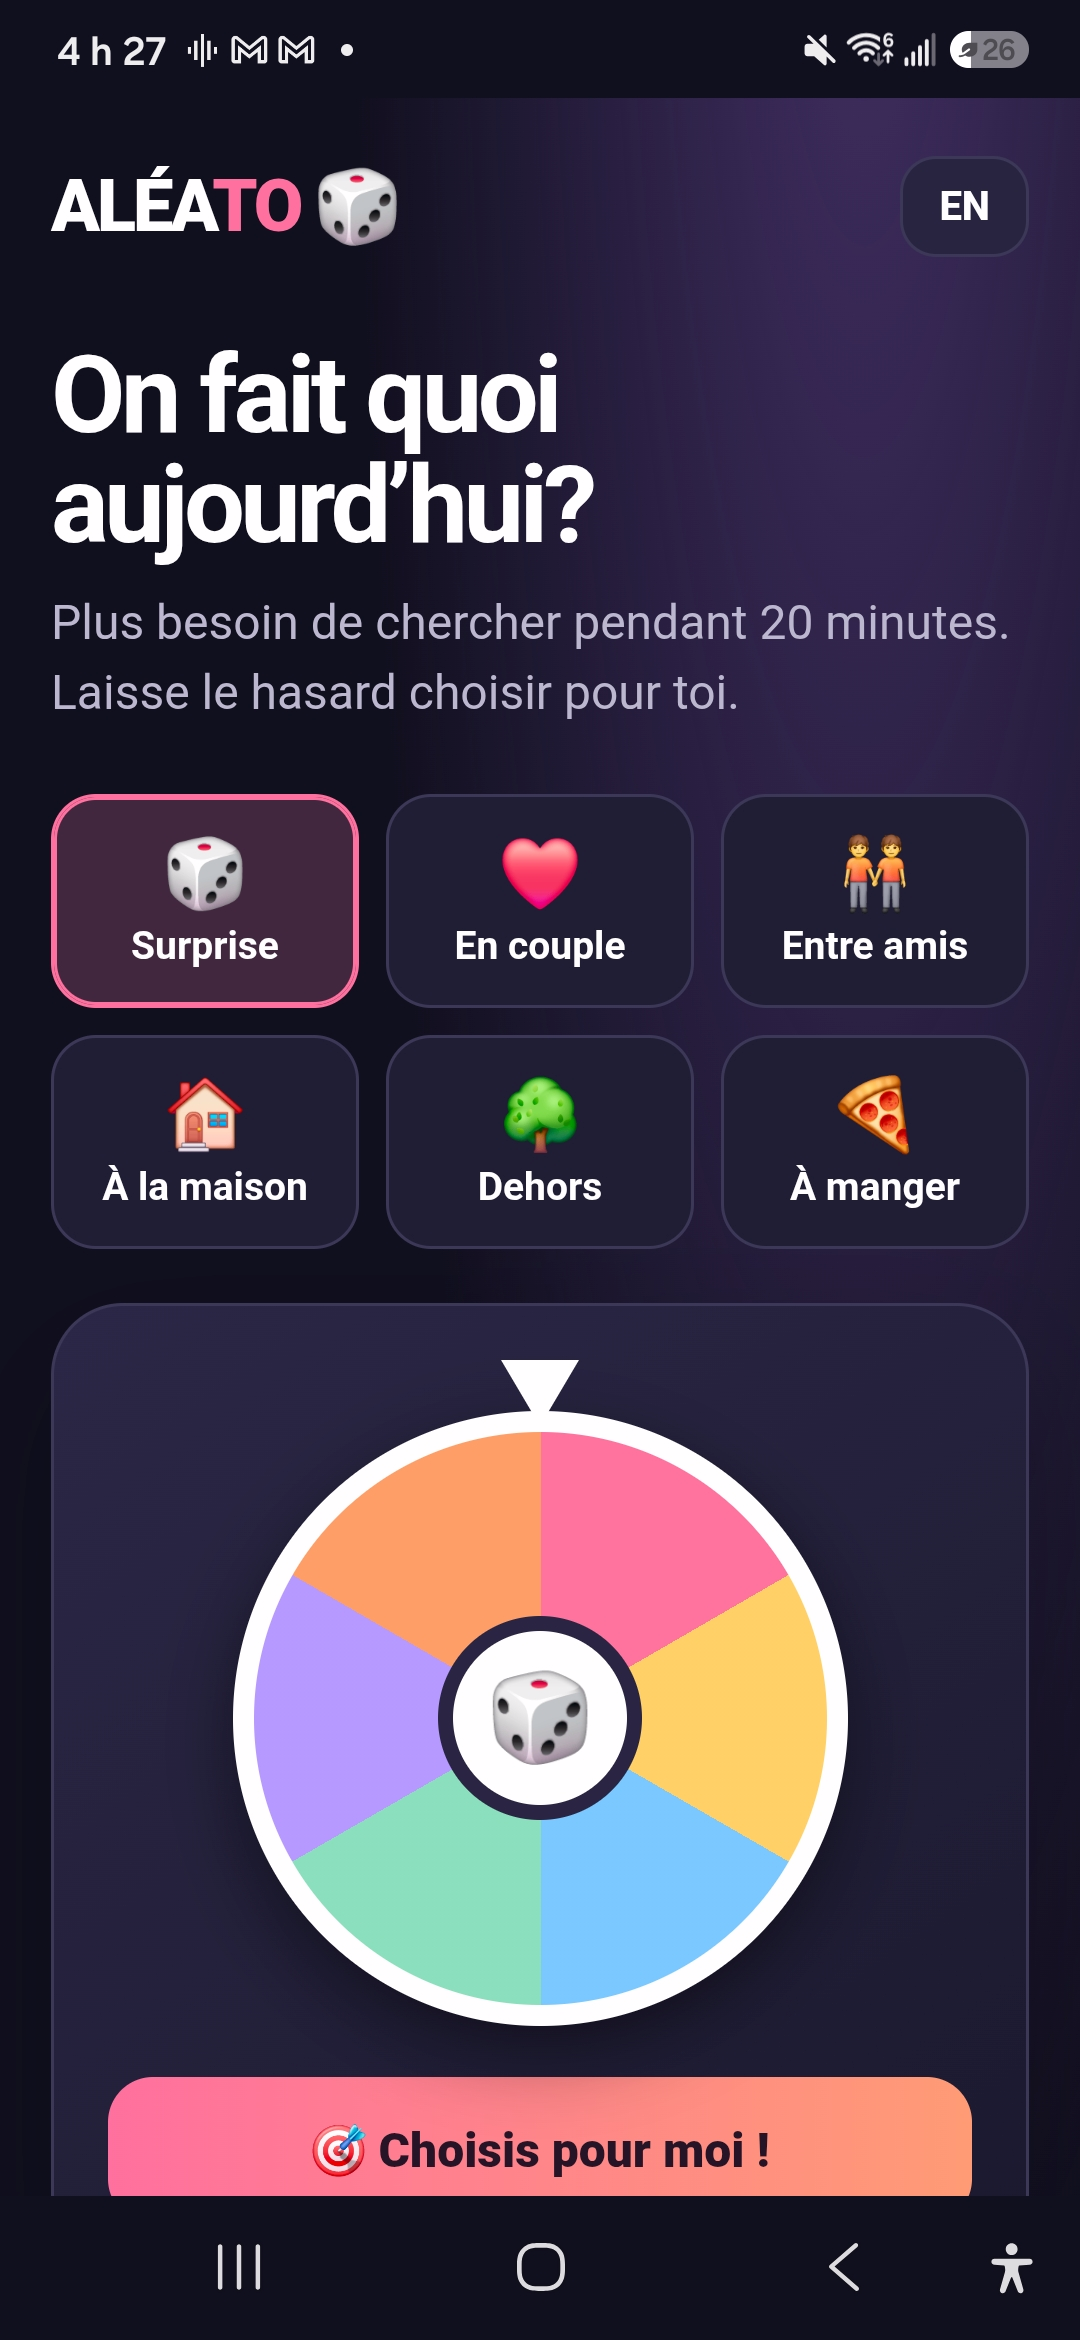 4 h 27
6
26
ALÉATO
EN
On fait quoi
aujourd’hui?
Plus besoin de chercher pendant 20 minutes.
Laisse le hasard choisir pour toi.
Surprise
En couple
Entre amis
À la maison
Dehors
À manger
Choisis pour moi !